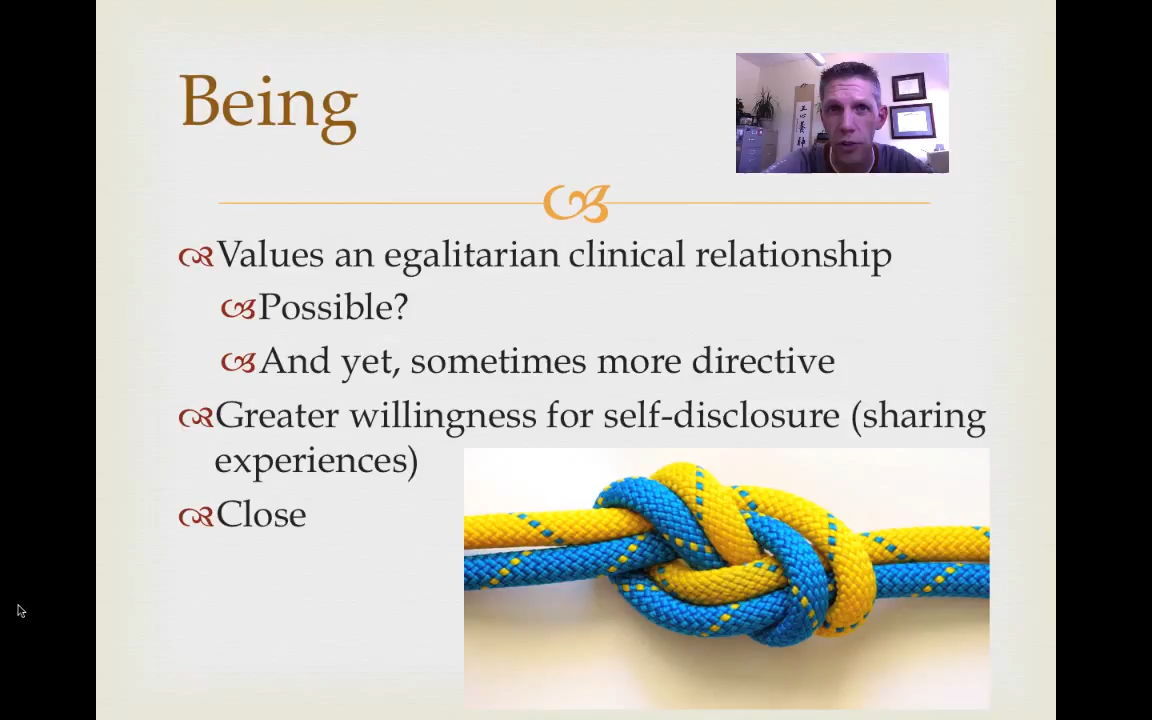 Being
Values an egalitarian clinical relationship
Possible?
And yet, sometimes more directive
Greater willingness for self-disclosure (sharing
experiences)
Close